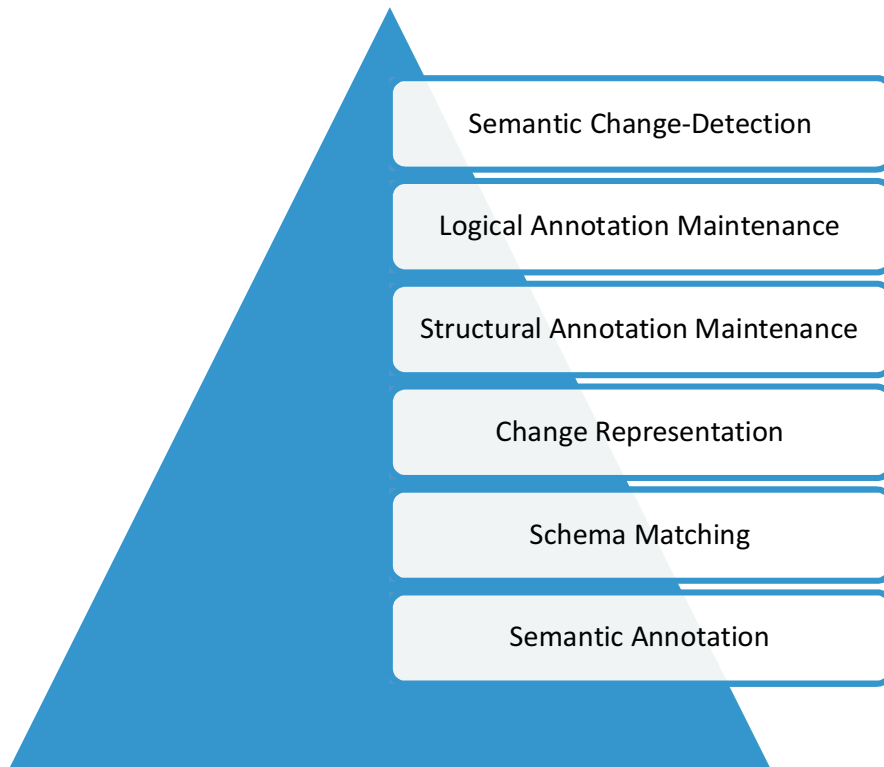 Semantic Change-Detection
Logical Annotation Maintenance
Structural Annotation Maintenance
Change Representation
Schema Matching
Semantic Annotation